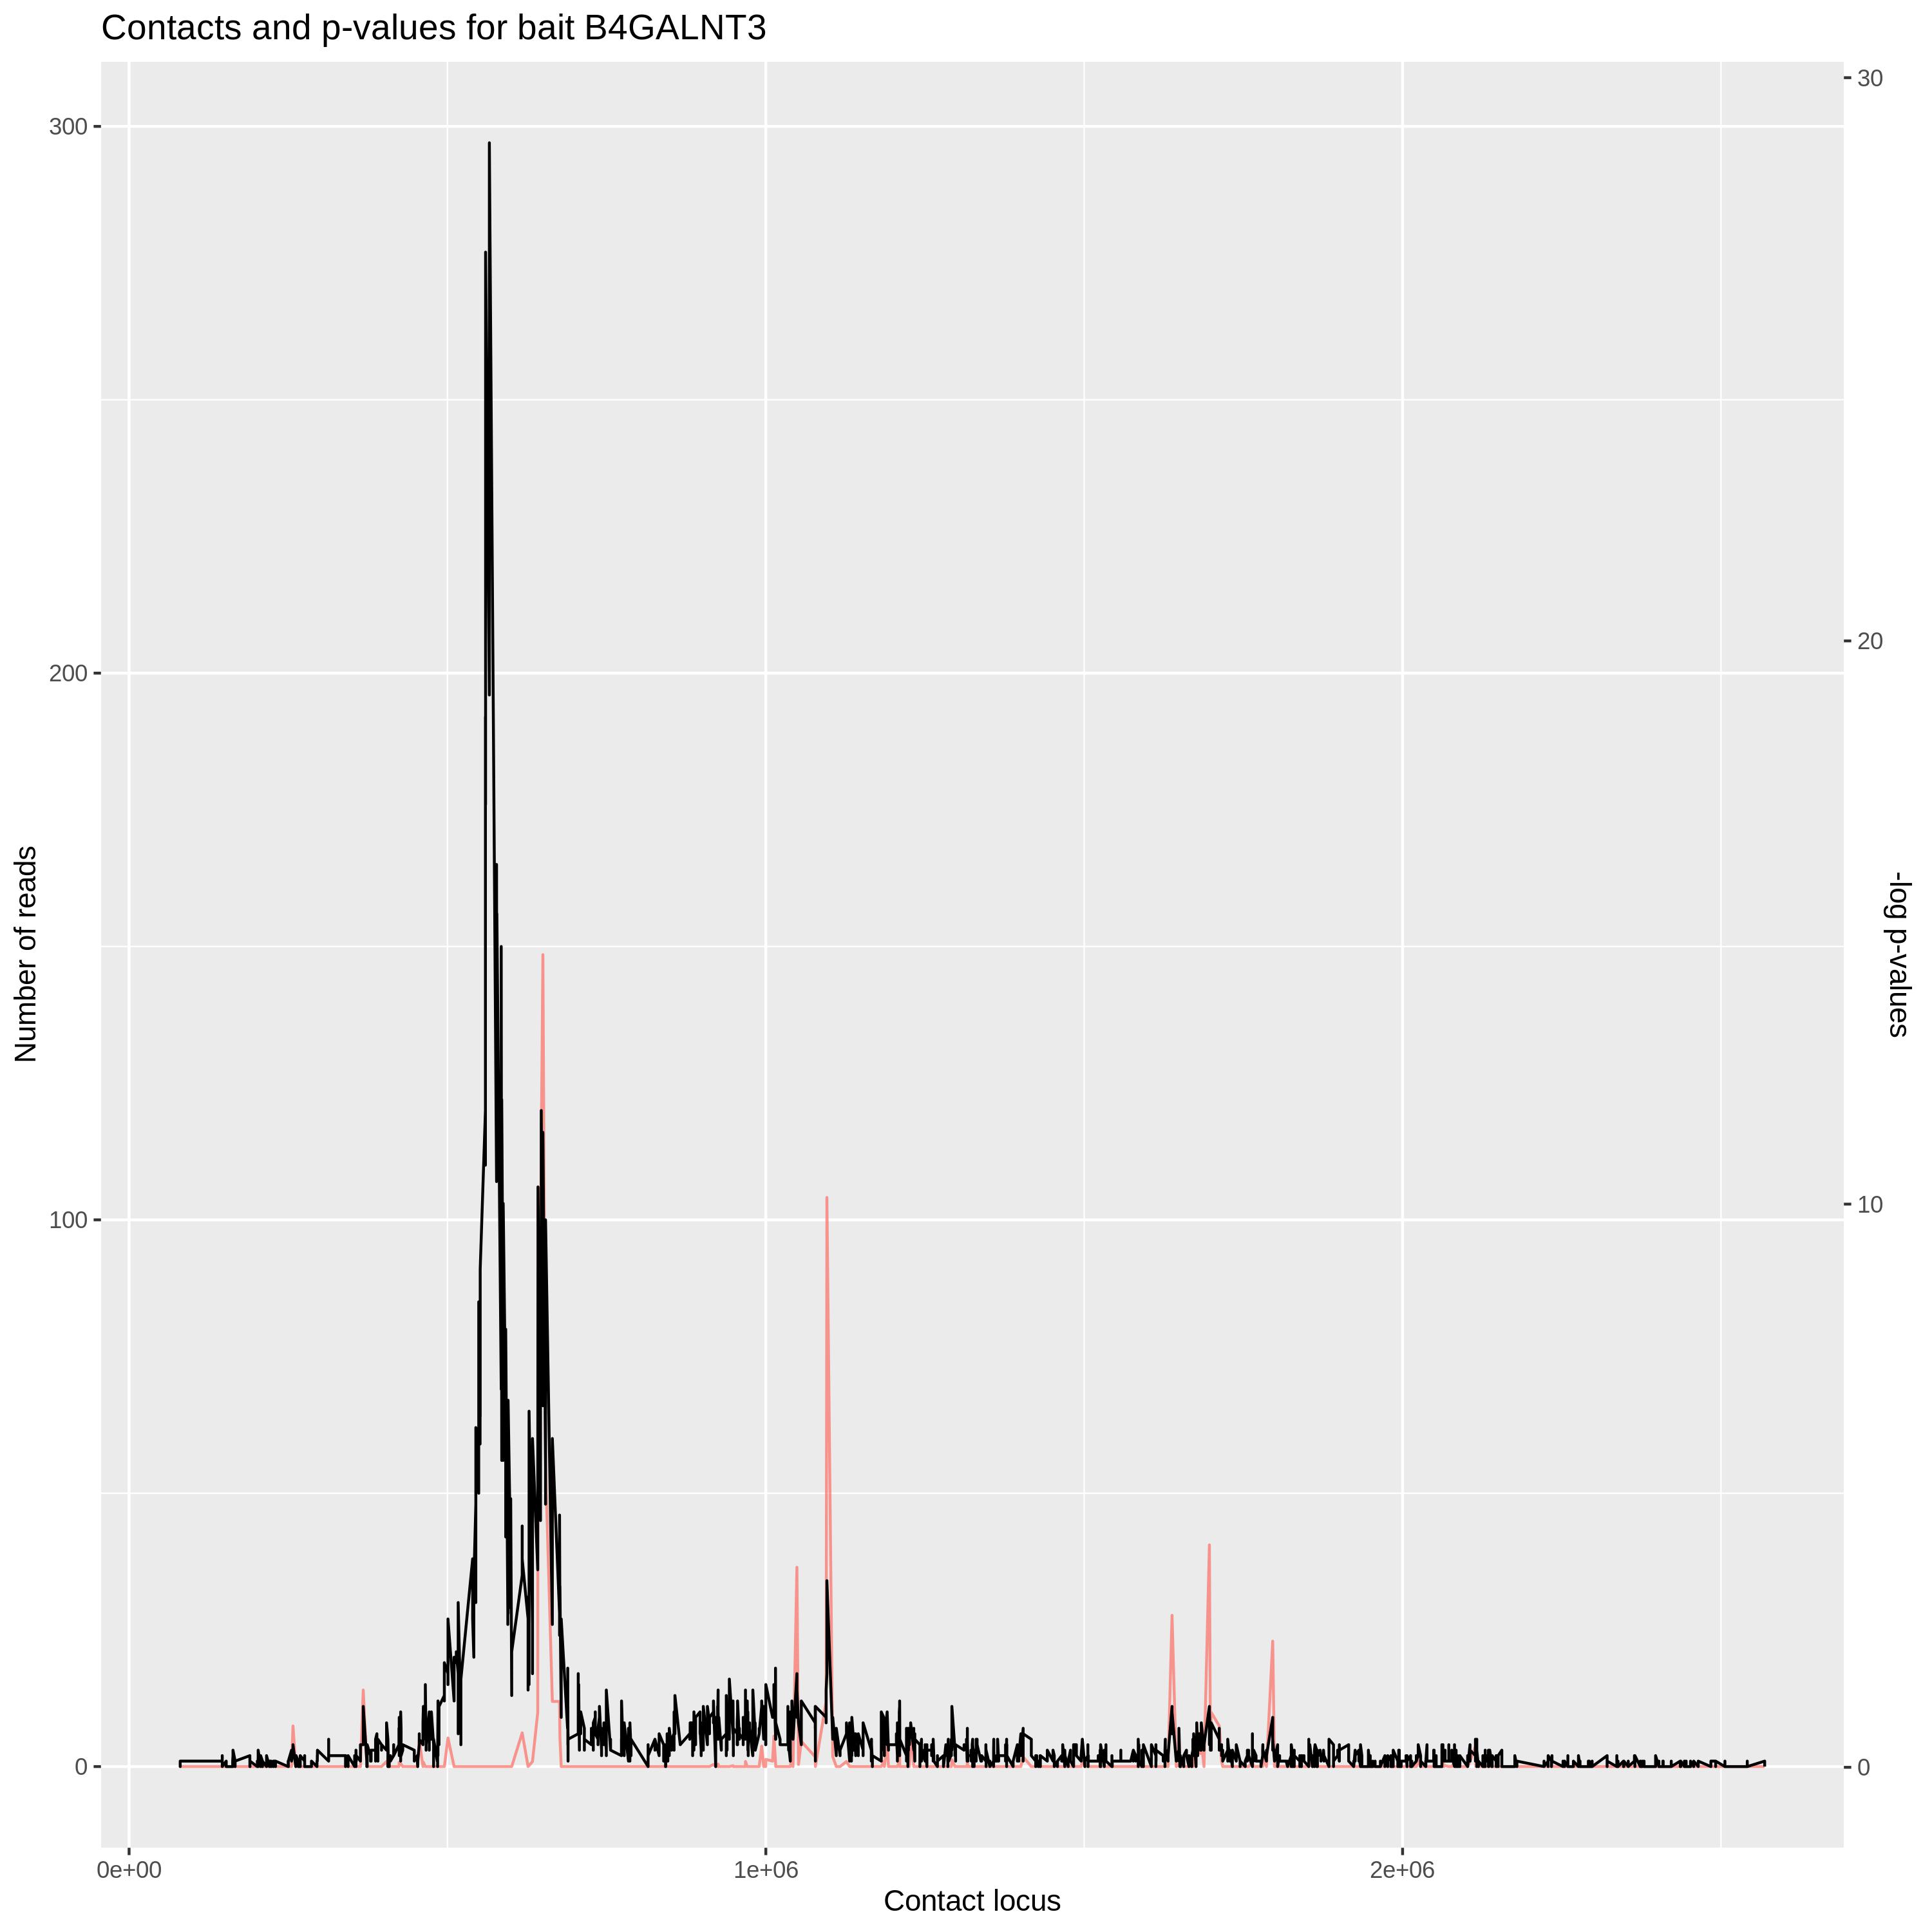 Contacts and p-values for bait B4GALNT3
300
200
100
0
Number of reads
30
20
10
0
-log p-values
0e+00
1e+06
2e+06
Contact locus